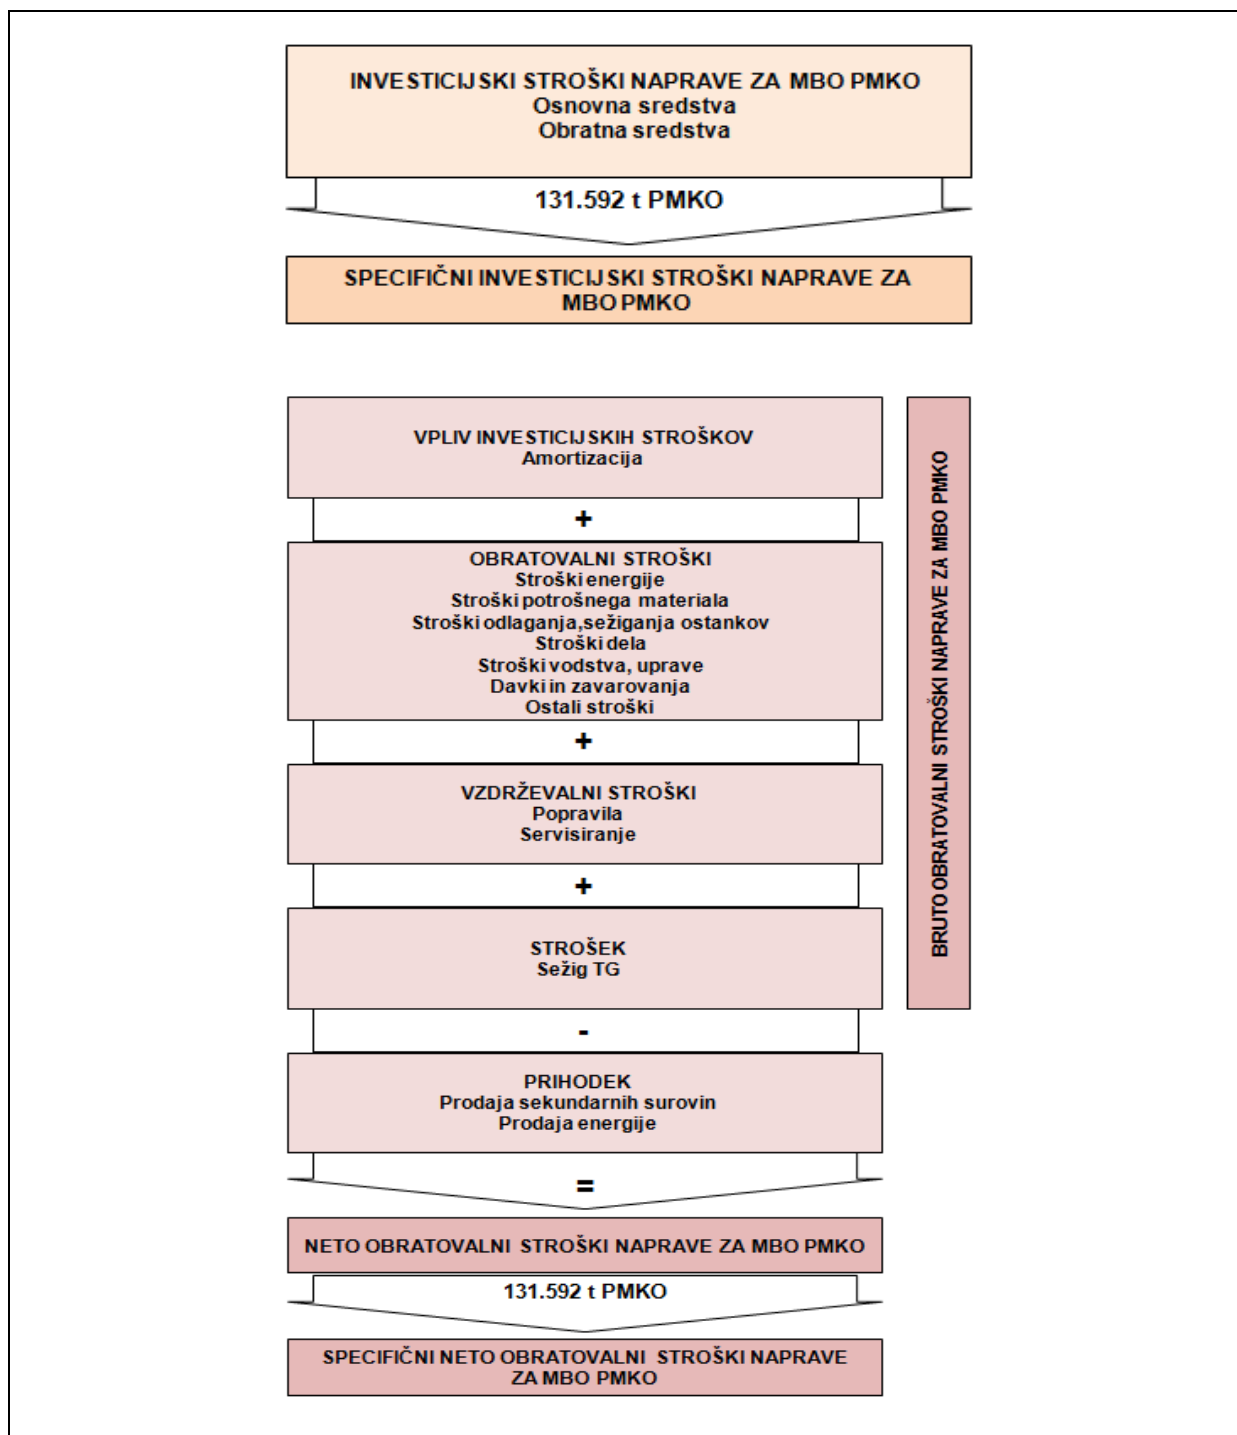 INVESTICIJSKI STROŠKI NAPRAVE ZA MBO PMKO
Osnovna sredstva
Obratna sredstva
131.592 t PMKO
SPECIFIČNI INVESTICIJSKI STROŠKI NAPRAVE ZA
MBO PMKO
VPLIV INVESTICIJSKIH STROŠKOV
Amortizacija
+
OBRATOVALNI STROŠKI
Stroški energije
Stroški potrošnega materiala
Stroški odlaganja,sežiganja ostankov
Stroški dela
Stroški vodstva, uprave
Davki in zavarovanja
Ostali stroški
+
VZDRŽEVALNI STROŠKI
Popravila
Servisiranje
+
STROŠEK
Sežig TG
-
PRIHODEK
Prodaja sekundarnih surovin
Prodaja energije
=
NETO OBRATOVALNI STROŠKI NAPRAVE ZA MBO PMKO
131.592 t PMKO
SPECIFIČNI NETO OBRATOVALNI STROŠKI NAPRAVE
ZA MBO PMKO
BRUTO OBRATOVALNI STROŠKI NAPRAVE ZA MBO PMKO